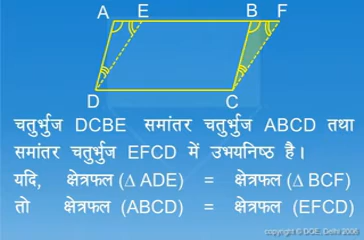 A E B F
D C
चतुर्भुज DCBE समांतर चतुर्भुज ABCD तथा
समांतर चतुर्भुज EFCD में उभयनिष्ठ है।
यदि, क्षेत्रफल (Δ ADE) = क्षेत्रफल (Δ BCF)
तो क्षेत्रफल (ABCD) = क्षेत्रफल (EFCD)
copyright © DOE, Delhi 2006